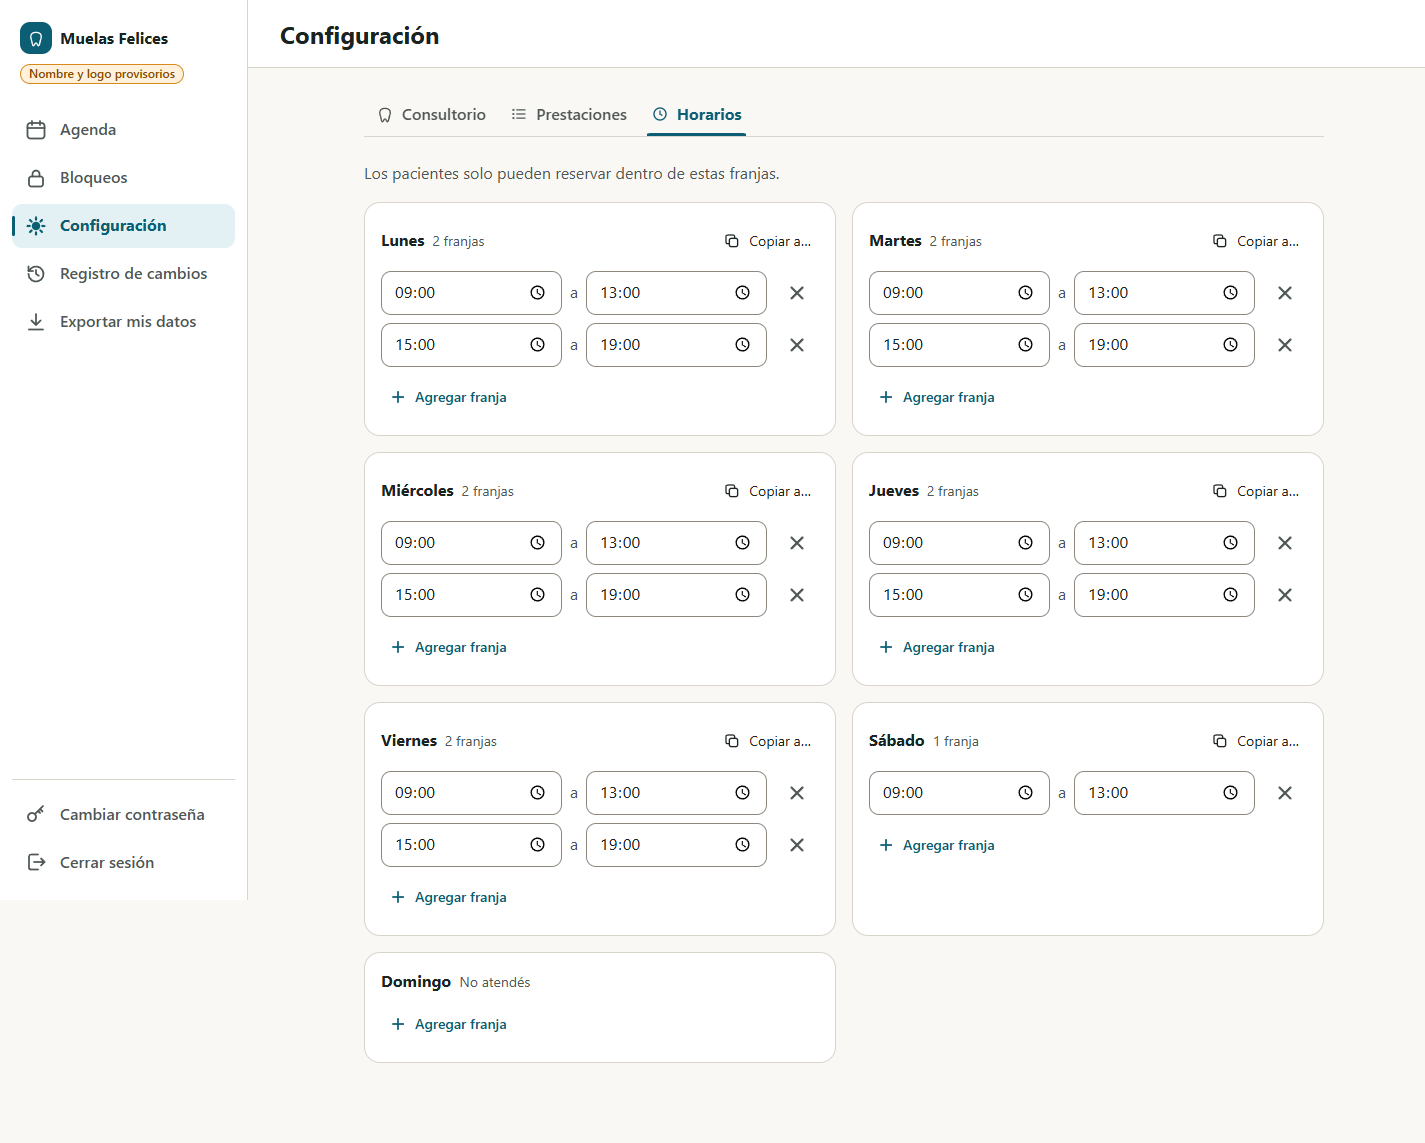 Muelas Felices
Nombre y logo provisorios
Agenda
Bloqueos
Configuración
Registro de cambios
Exportar mis datos
Cambiar contraseña
Cerrar sesión
Configuración
Consultorio Prestaciones Horarios
Los pacientes solo pueden reservar dentro de estas franjas.
Lunes 2 franjas Copiar a...
09:00 a 13:00
15:00 a 19:00
Agregar franja
Martes 2 franjas Copiar a...
09:00 a 13:00
15:00 a 19:00
Agregar franja
Miércoles 2 franjas Copiar a...
09:00 a 13:00
15:00 a 19:00
Agregar franja
Jueves 2 franjas Copiar a...
09:00 a 13:00
15:00 a 19:00
Agregar franja
Viernes 2 franjas Copiar a...
09:00 a 13:00
15:00 a 19:00
Agregar franja
Sábado 1 franja Copiar a...
09:00 a 13:00
Agregar franja
Domingo No atendés
Agregar franja